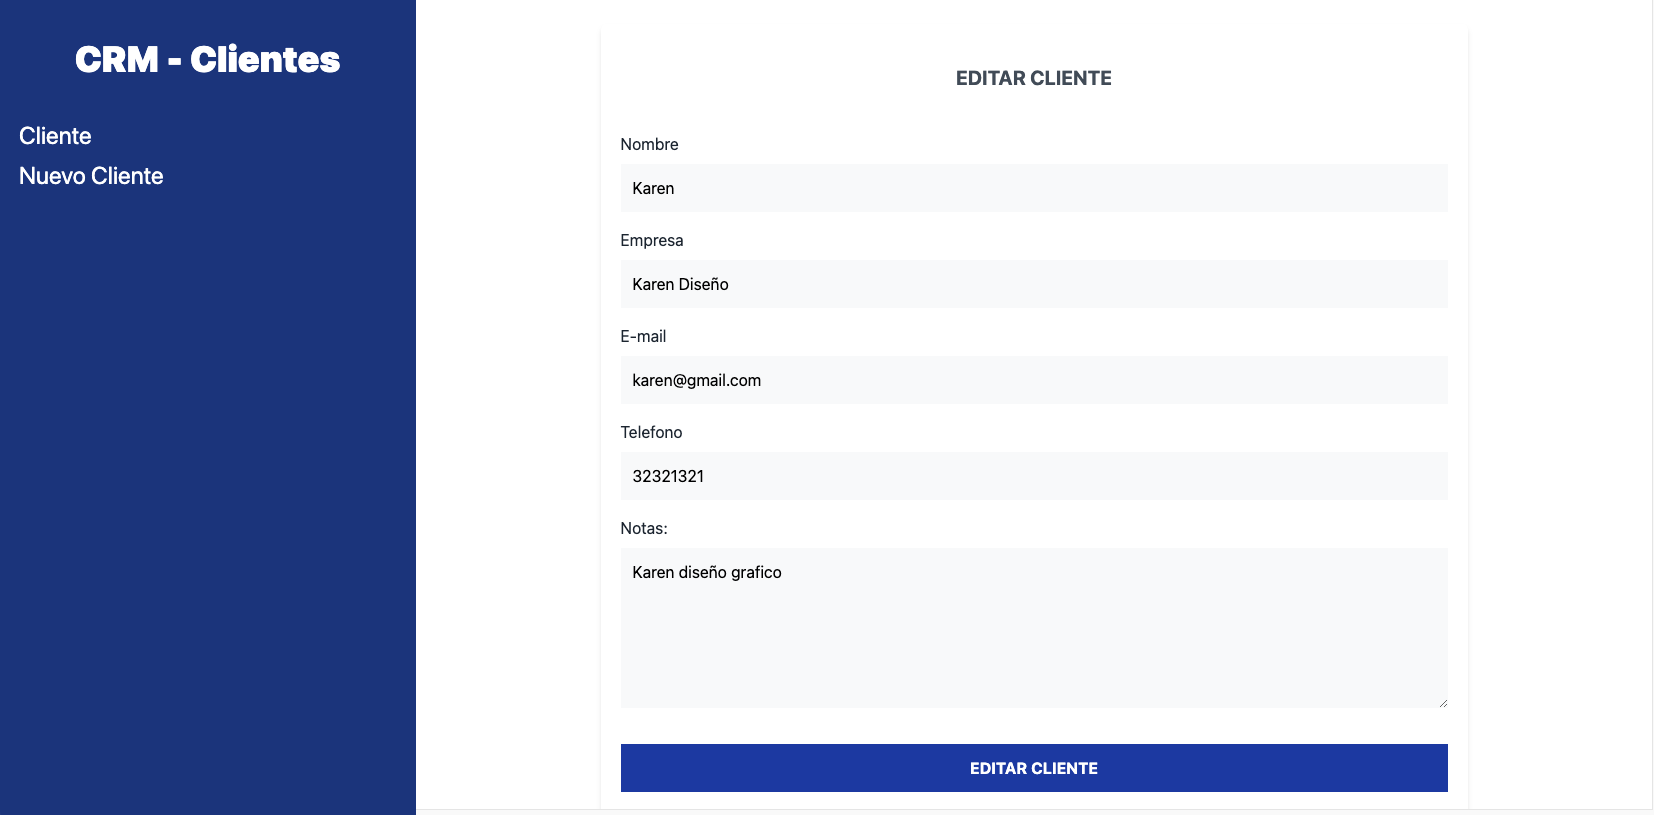 CRM - Clientes
Cliente
Nuevo Cliente
EDITAR CLIENTE
Nombre
Karen
Empresa
Karen Diseño
E-mail
karen@gmail.com
Telefono
32321321
Notas:
Karen diseño grafico
EDITAR CLIENTE